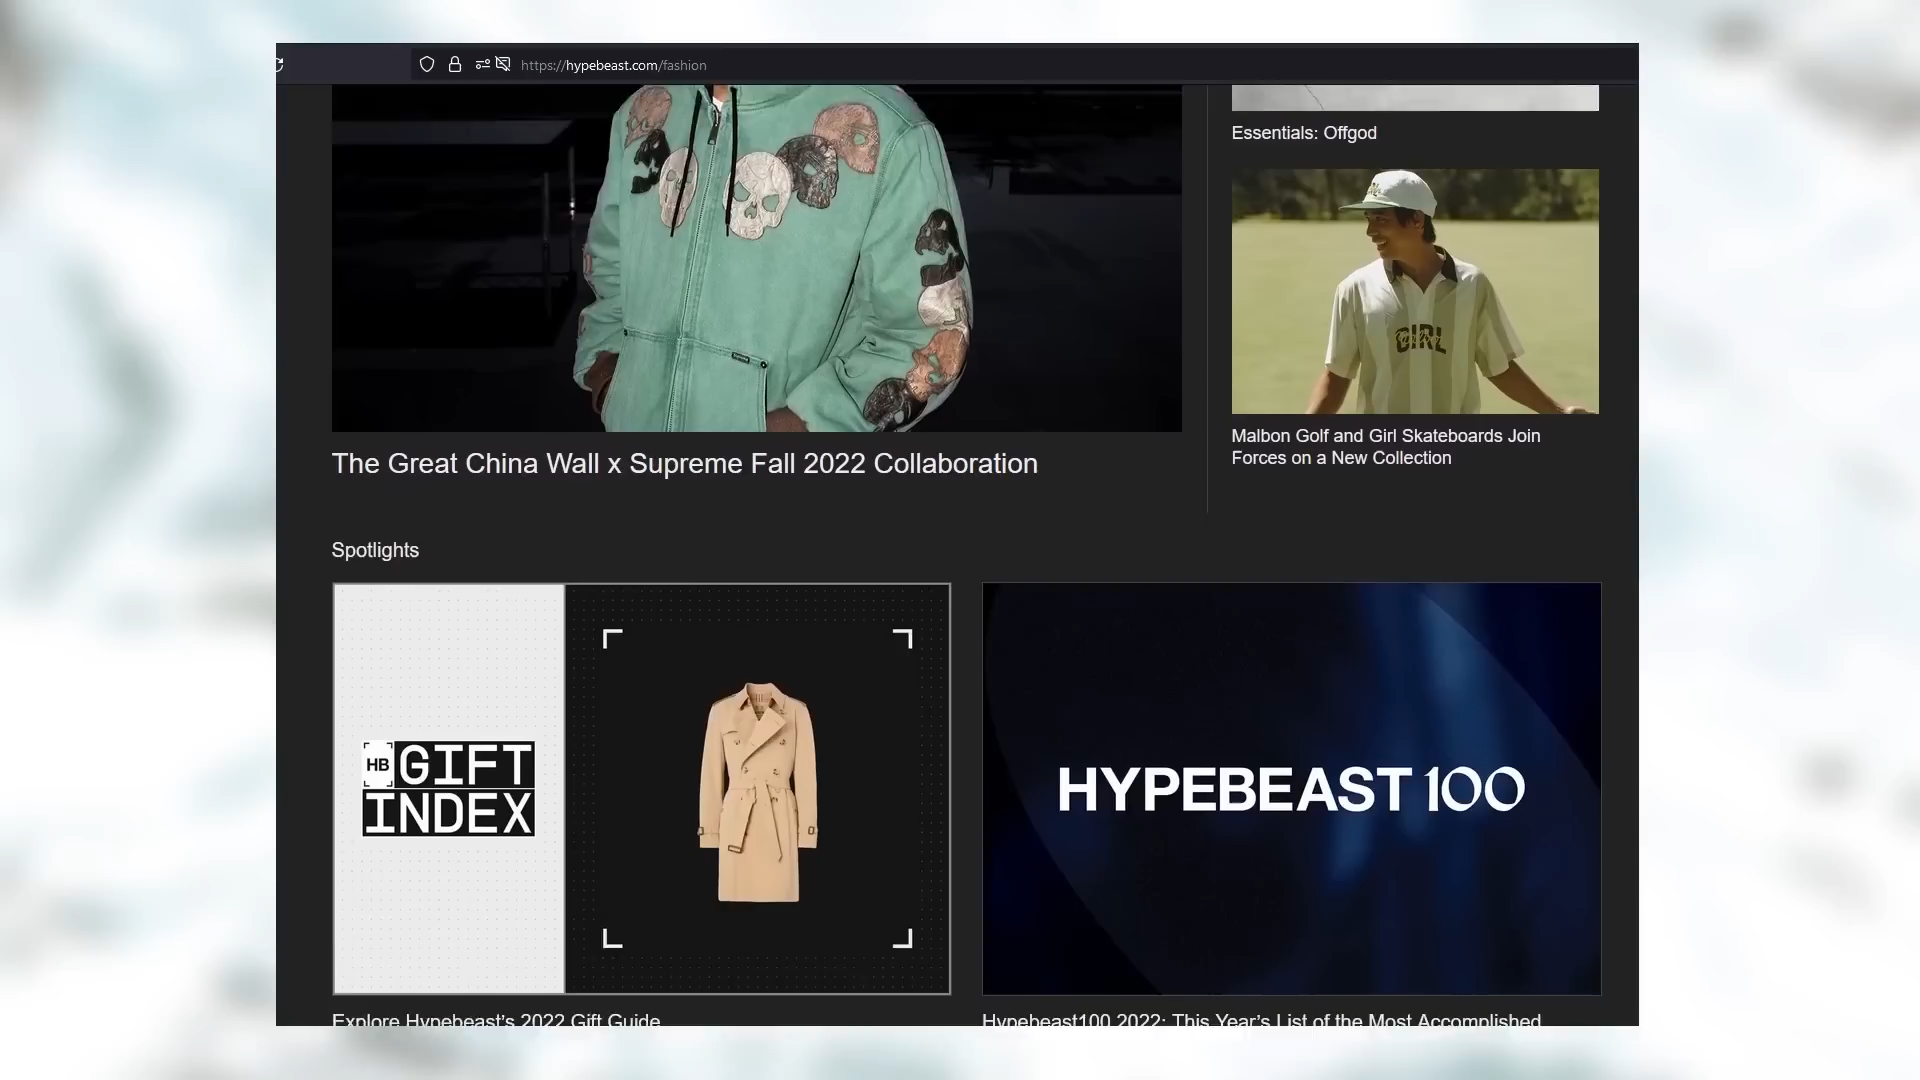 https://hypebeast.com/fashion
Essentials: Offgod
GIRL
The Great China Wall x Supreme Fall 2022 Collaboration
Malbon Golf and Girl Skateboards Join
Forces on a New Collection
Spotlights
HB GIFT
INDEX
HYPEBEAST 100
Explore Hypebeast's 2022 Gift Guide
Hypebeast100 2022: This Year's List of the Most Accomplished